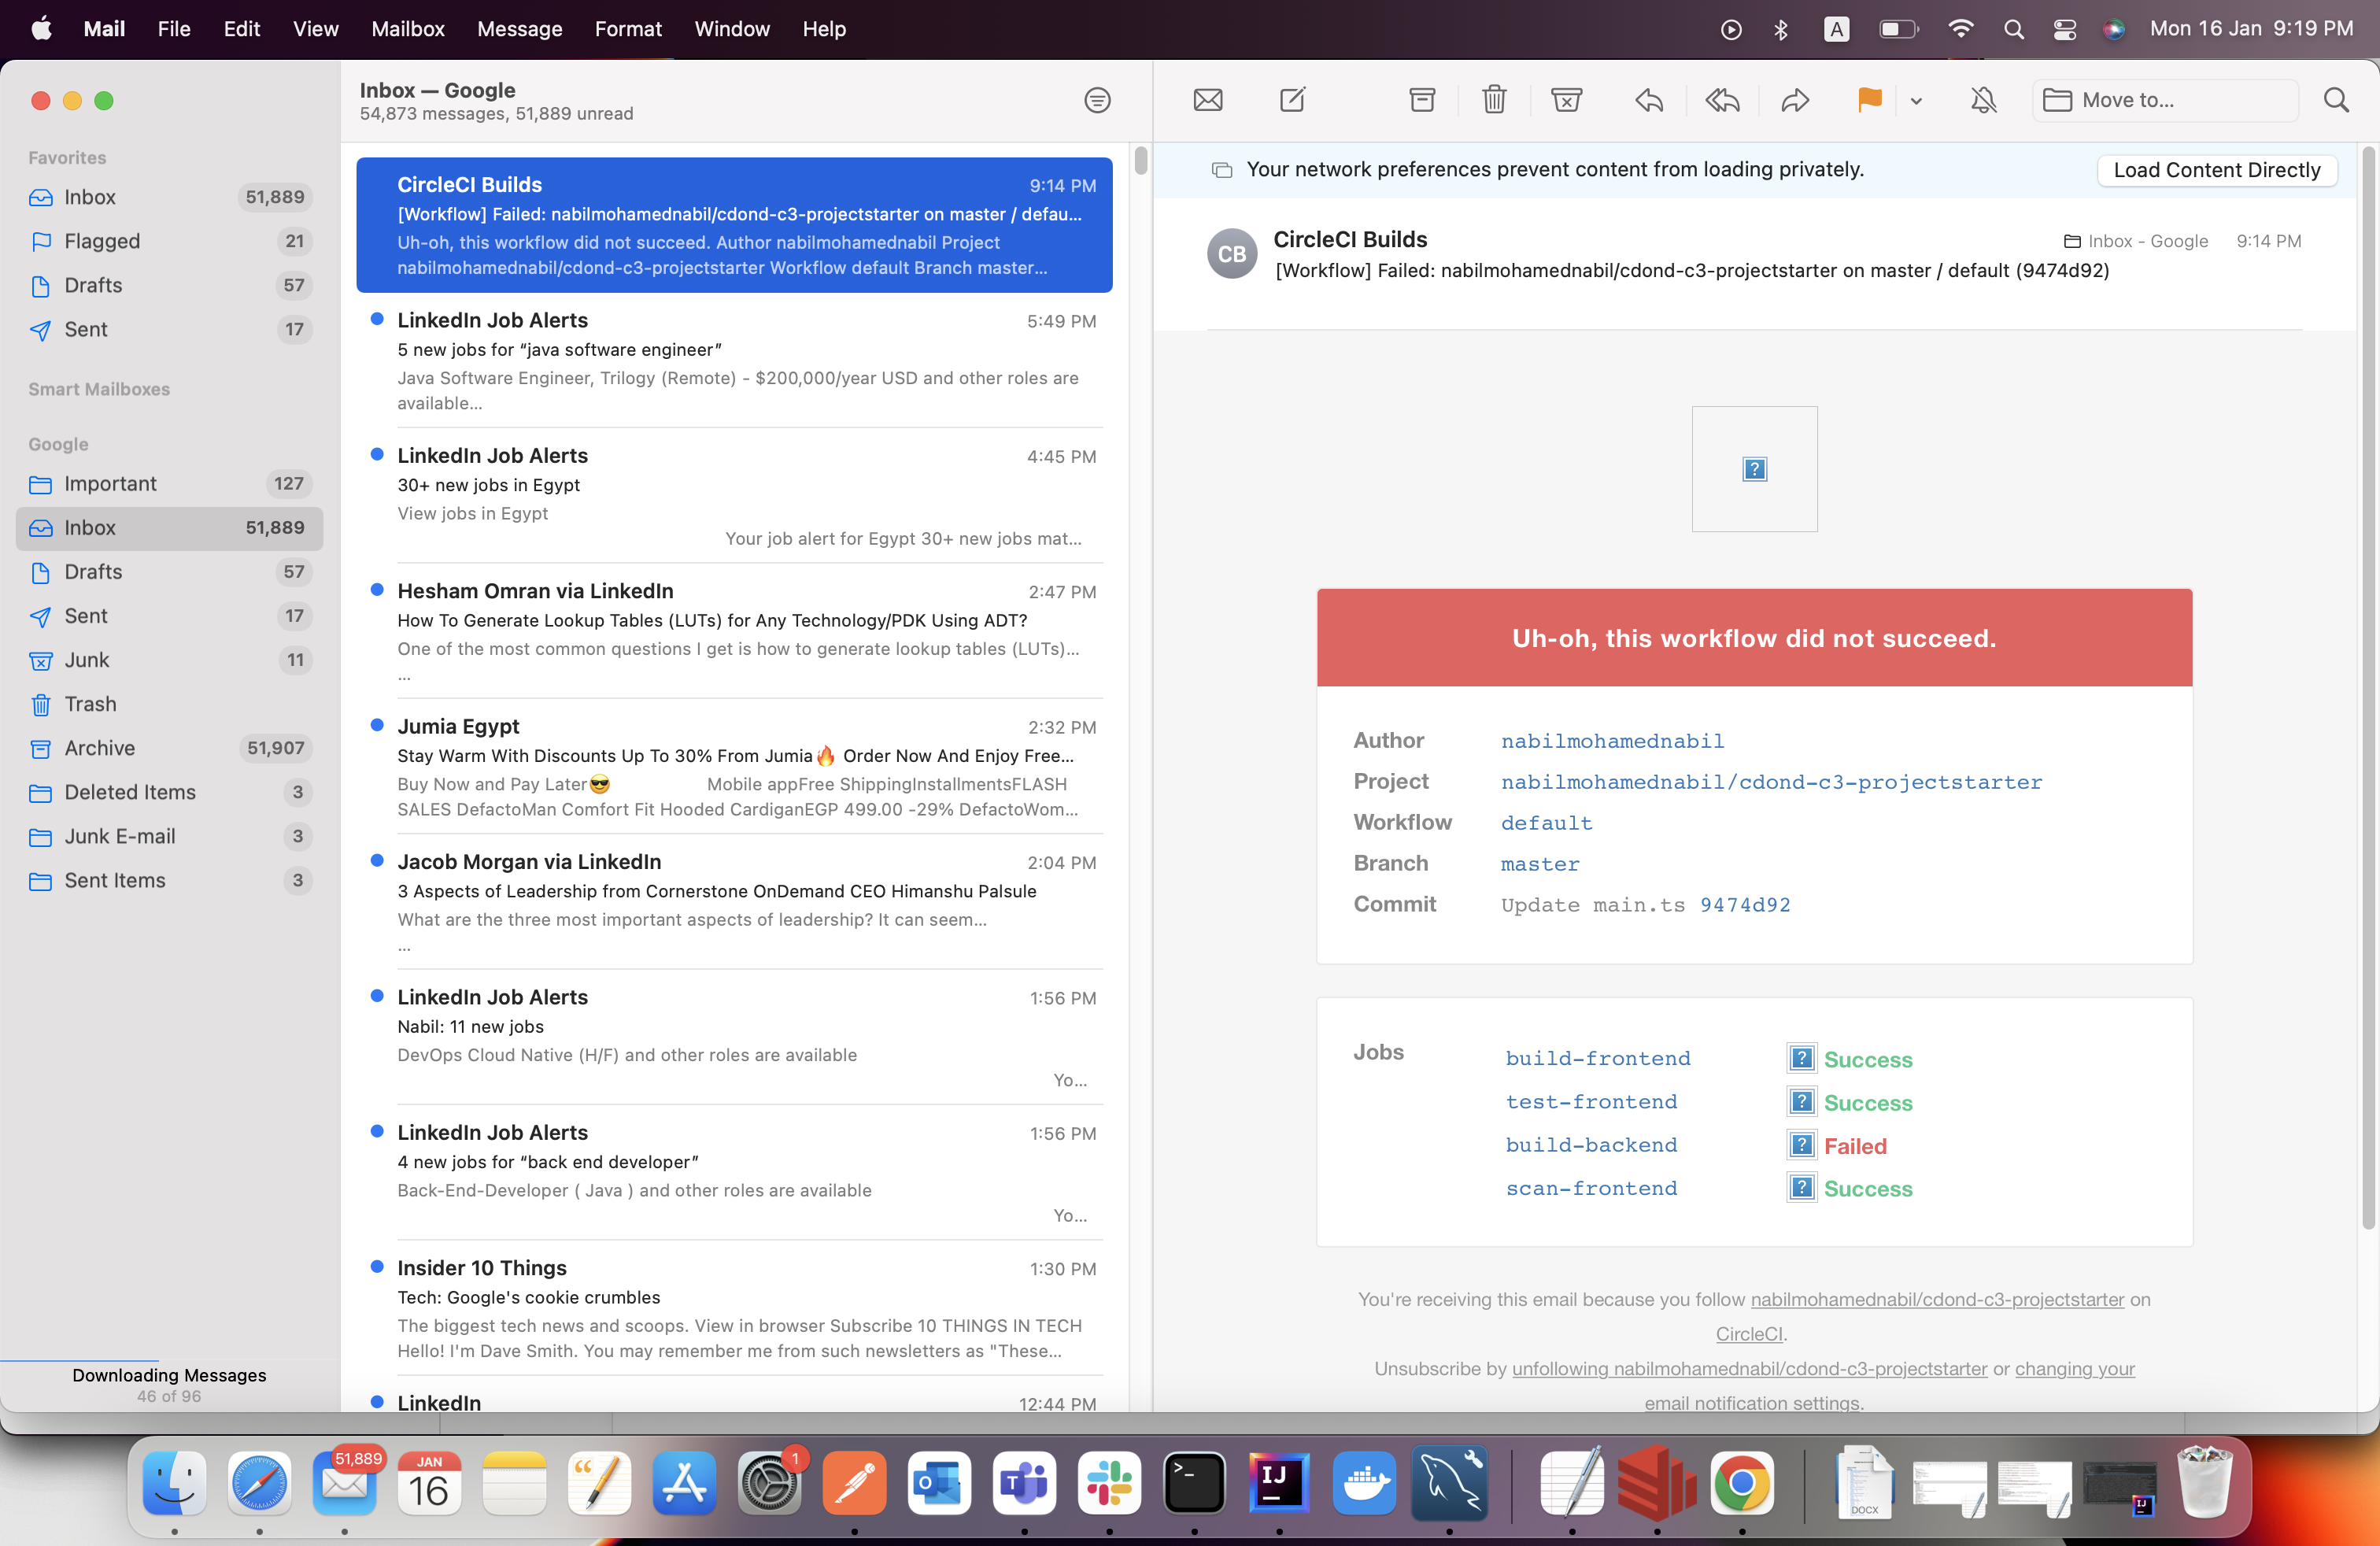 Mail File Edit View Mailbox Message Format Window Help A Mon 16 Jan 9:19 PM
Favorites
Inbox 51,889
Flagged 21
Drafts 57
Sent 17
Smart Mailboxes
Google
Important 127
Inbox 51,889
Drafts 57
Sent 17
Junk 11
Trash
Archive 51,907
Deleted Items 3
Junk E-mail 3
Sent Items 3
Downloading Messages
46 of 96
Inbox — Google
54,873 messages, 51,889 unread
CircleCI Builds 9:14 PM
[Workflow] Failed: nabilmohamednabil/cdond-c3-projectstarter on master / defau...
Uh-oh, this workflow did not succeed. Author nabilmohamednabil Project
nabilmohamednabil/cdond-c3-projectstarter Workflow default Branch master...
LinkedIn Job Alerts 5:49 PM
5 new jobs for “java software engineer”
Java Software Engineer, Trilogy (Remote) - $200,000/year USD and other roles are
available...
LinkedIn Job Alerts 4:45 PM
30+ new jobs in Egypt
View jobs in Egypt
Your job alert for Egypt 30+ new jobs mat...
Hesham Omran via LinkedIn 2:47 PM
How To Generate Lookup Tables (LUTs) for Any Technology/PDK Using ADT?
One of the most common questions I get is how to generate lookup tables (LUTs)...
...
Jumia Egypt 2:32 PM
Stay Warm With Discounts Up To 30% From Jumia🔥 Order Now And Enjoy Free...
Buy Now and Pay Later😎 Mobile appFree ShippingInstallmentsFLASH
SALES DefactoMan Comfort Fit Hooded CardiganEGP 499.00 -29% DefactoWom...
Jacob Morgan via LinkedIn 2:04 PM
3 Aspects of Leadership from Cornerstone OnDemand CEO Himanshu Palsule
What are the three most important aspects of leadership? It can seem...
...
LinkedIn Job Alerts 1:56 PM
Nabil: 11 new jobs
DevOps Cloud Native (H/F) and other roles are available
Yo...
LinkedIn Job Alerts 1:56 PM
4 new jobs for “back end developer”
Back-End-Developer ( Java ) and other roles are available
Yo...
Insider 10 Things 1:30 PM
Tech: Google's cookie crumbles
The biggest tech news and scoops. View in browser Subscribe 10 THINGS IN TECH
Hello! I'm Dave Smith. You may remember me from such newsletters as "These...
LinkedIn 12:44 PM
Move to...
Your network preferences prevent content from loading privately. Load Content Directly
CB CircleCI Builds Inbox - Google 9:14 PM
[Workflow] Failed: nabilmohamednabil/cdond-c3-projectstarter on master / default (9474d92)
Uh-oh, this workflow did not succeed.
Author nabilmohamednabil
Project nabilmohamednabil/cdond-c3-projectstarter
Workflow default
Branch master
Commit Update main.ts 9474d92
Jobs build-frontend ? Success
test-frontend ? Success
build-backend ? Failed
scan-frontend ? Success
You're receiving this email because you follow nabilmohamednabil/cdond-c3-projectstarter on
CircleCI.
Unsubscribe by unfollowing nabilmohamednabil/cdond-c3-projectstarter or changing your
email notification settings.
51,889 JAN 16 1 IJ DOCX